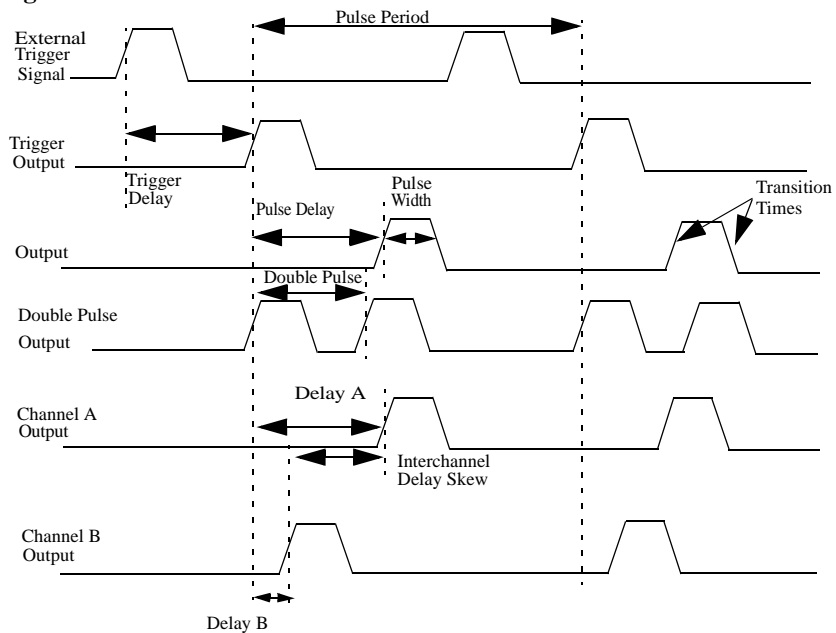 Pulse Period
External
Trigger
Signal
Trigger
Output
Trigger
Delay
Pulse
Width
Transition
Times
Pulse Delay
Output
Double Pulse
Double Pulse
Output
Delay A
Channel A
Output
Interchannel
Delay Skew
Channel B
Output
Delay B